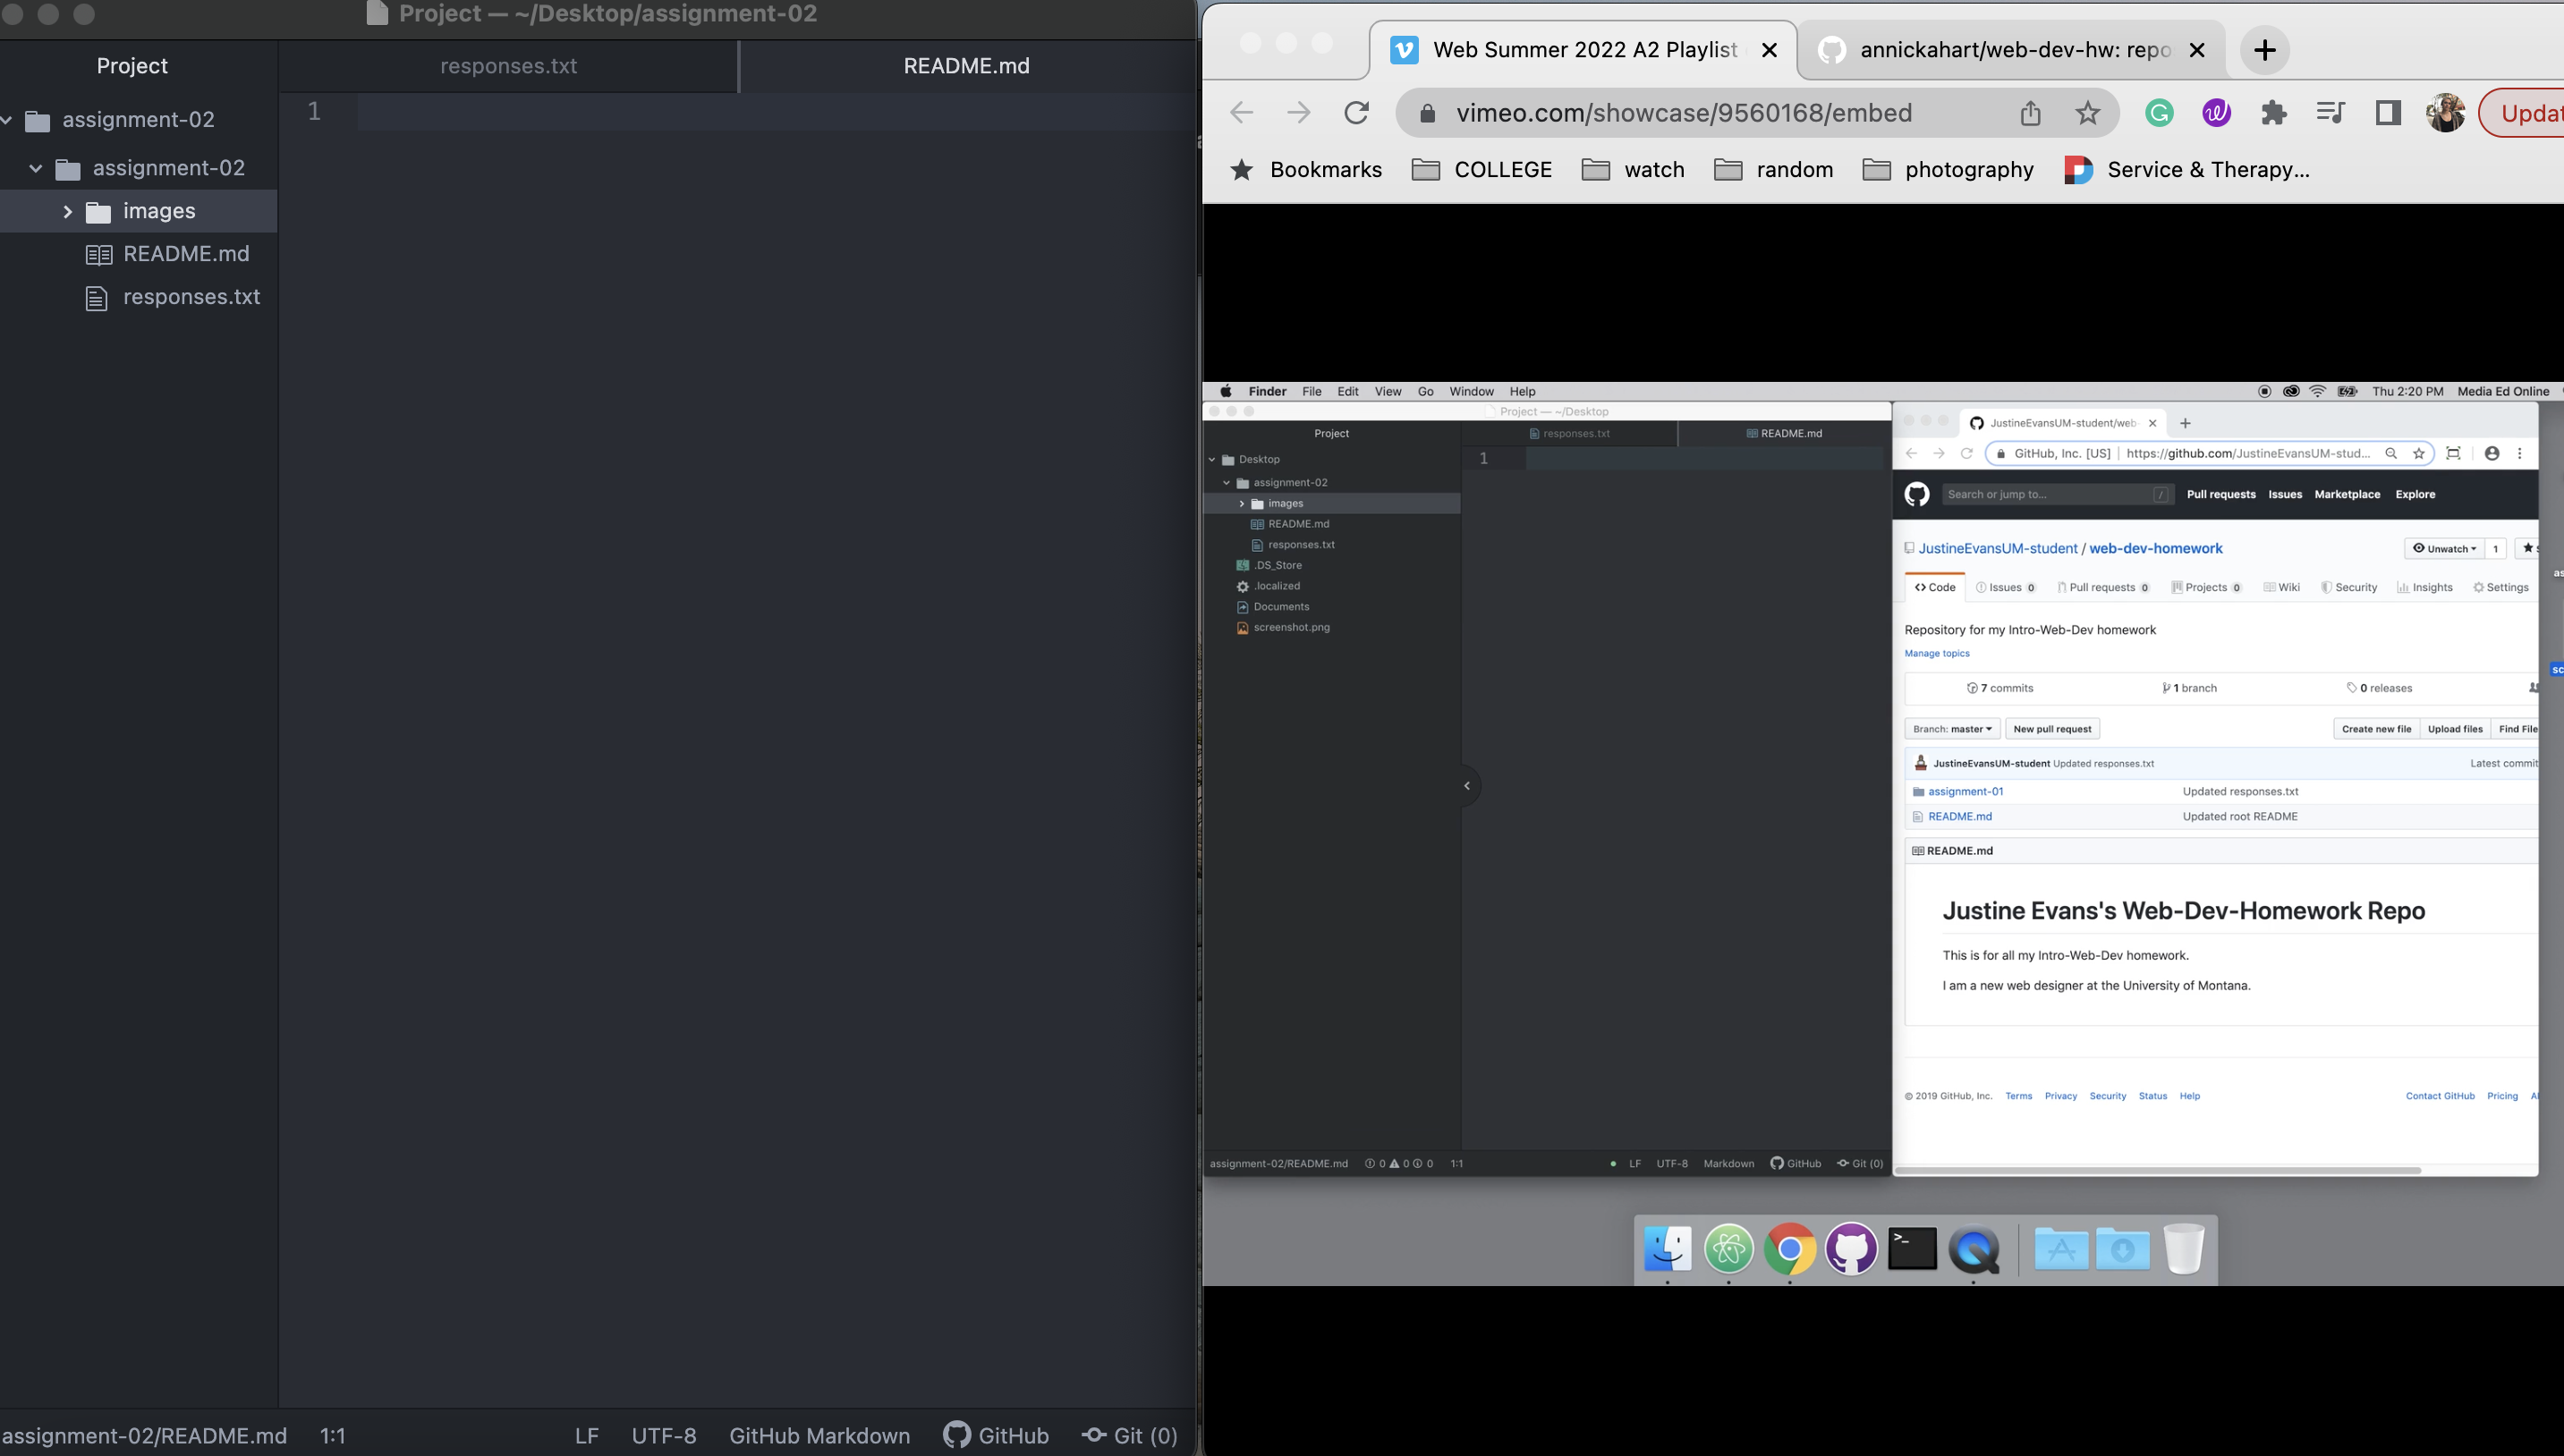 Project — ~/Desktop/assignment-02
Project
responses.txt
README.md
assignment-02
assignment-02
images
README.md
responses.txt
1
assignment-02/README.md 1:1 LF UTF-8 GitHub Markdown GitHub Git (0)
Web Summer 2022 A2 Playlist
annickahart/web-dev-hw: repo
vimeo.com/showcase/9560168/embed
Bookmarks COLLEGE watch random photography Service & Therapy...
Finder File Edit View Go Window Help Thu 2:20 PM Media Ed Online
Project — ~/Desktop
Project
responses.txt
README.md
Desktop
assignment-02
images
README.md
responses.txt
.DS_Store
.localized
Documents
screenshot.png
1
assignment-02/README.md 0 0 0 1:1 LF UTF-8 Markdown GitHub Git (0)
JustineEvansUM-student/web-
GitHub, Inc. [US] | https://github.com/JustineEvansUM-stud...
Search or jump to... / Pull requests Issues Marketplace Explore
JustineEvansUM-student / web-dev-homework Unwatch 1
Code Issues 0 Pull requests 0 Projects 0 Wiki Security Insights Settings
Repository for my Intro-Web-Dev homework
Manage topics
7 commits 1 branch 0 releases
Branch: master New pull request Create new file Upload files Find File
JustineEvansUM-student Updated responses.txt Latest commit
assignment-01 Updated responses.txt
README.md Updated root README
README.md
Justine Evans's Web-Dev-Homework Repo
This is for all my Intro-Web-Dev homework.
I am a new web designer at the University of Montana.
© 2019 GitHub, Inc. Terms Privacy Security Status Help Contact GitHub Pricing